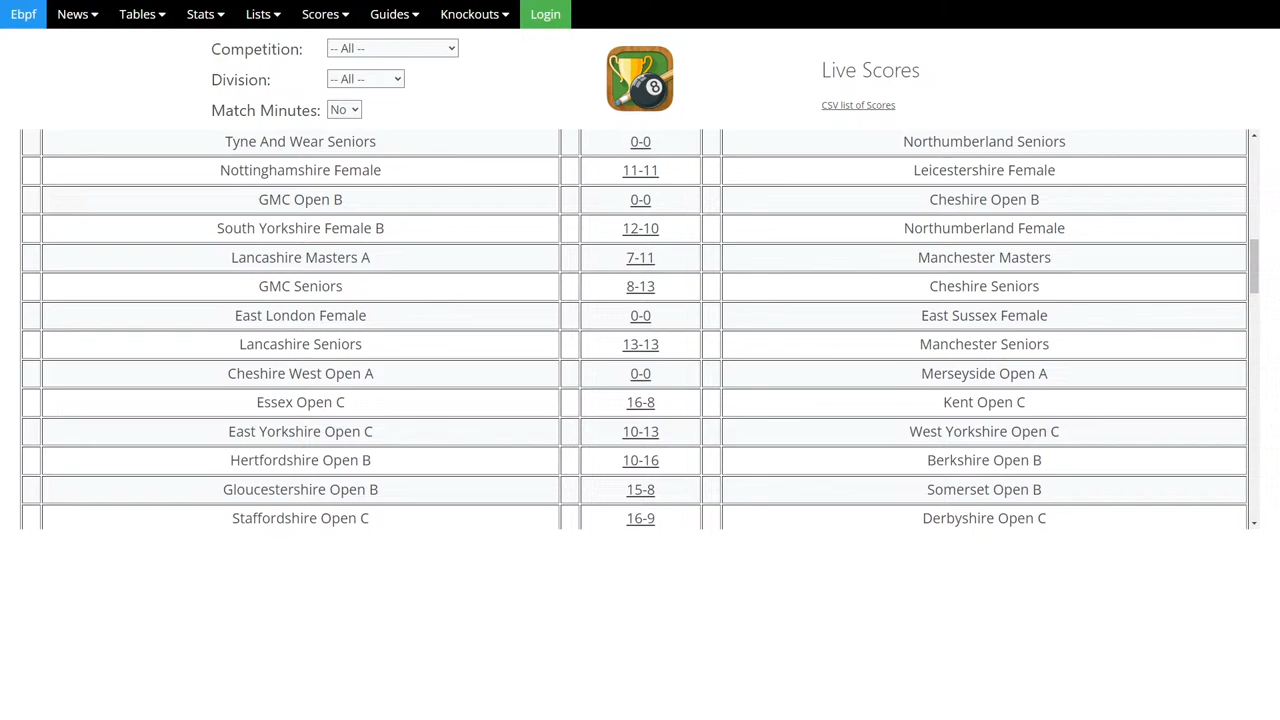 Ebpf News Tables Stats Lists Scores Guides Knockouts Login
Competition: -- All --
Division: -- All --
Match Minutes: No
8
Live Scores
CSV list of Scores
Tyne And Wear Seniors 0-0 Northumberland Seniors
Nottinghamshire Female 11-11 Leicestershire Female
GMC Open B 0-0 Cheshire Open B
South Yorkshire Female B 12-10 Northumberland Female
Lancashire Masters A 7-11 Manchester Masters
GMC Seniors 8-13 Cheshire Seniors
East London Female 0-0 East Sussex Female
Lancashire Seniors 13-13 Manchester Seniors
Cheshire West Open A 0-0 Merseyside Open A
Essex Open C 16-8 Kent Open C
East Yorkshire Open C 10-13 West Yorkshire Open C
Hertfordshire Open B 10-16 Berkshire Open B
Gloucestershire Open B 15-8 Somerset Open B
Staffordshire Open C 16-9 Derbyshire Open C